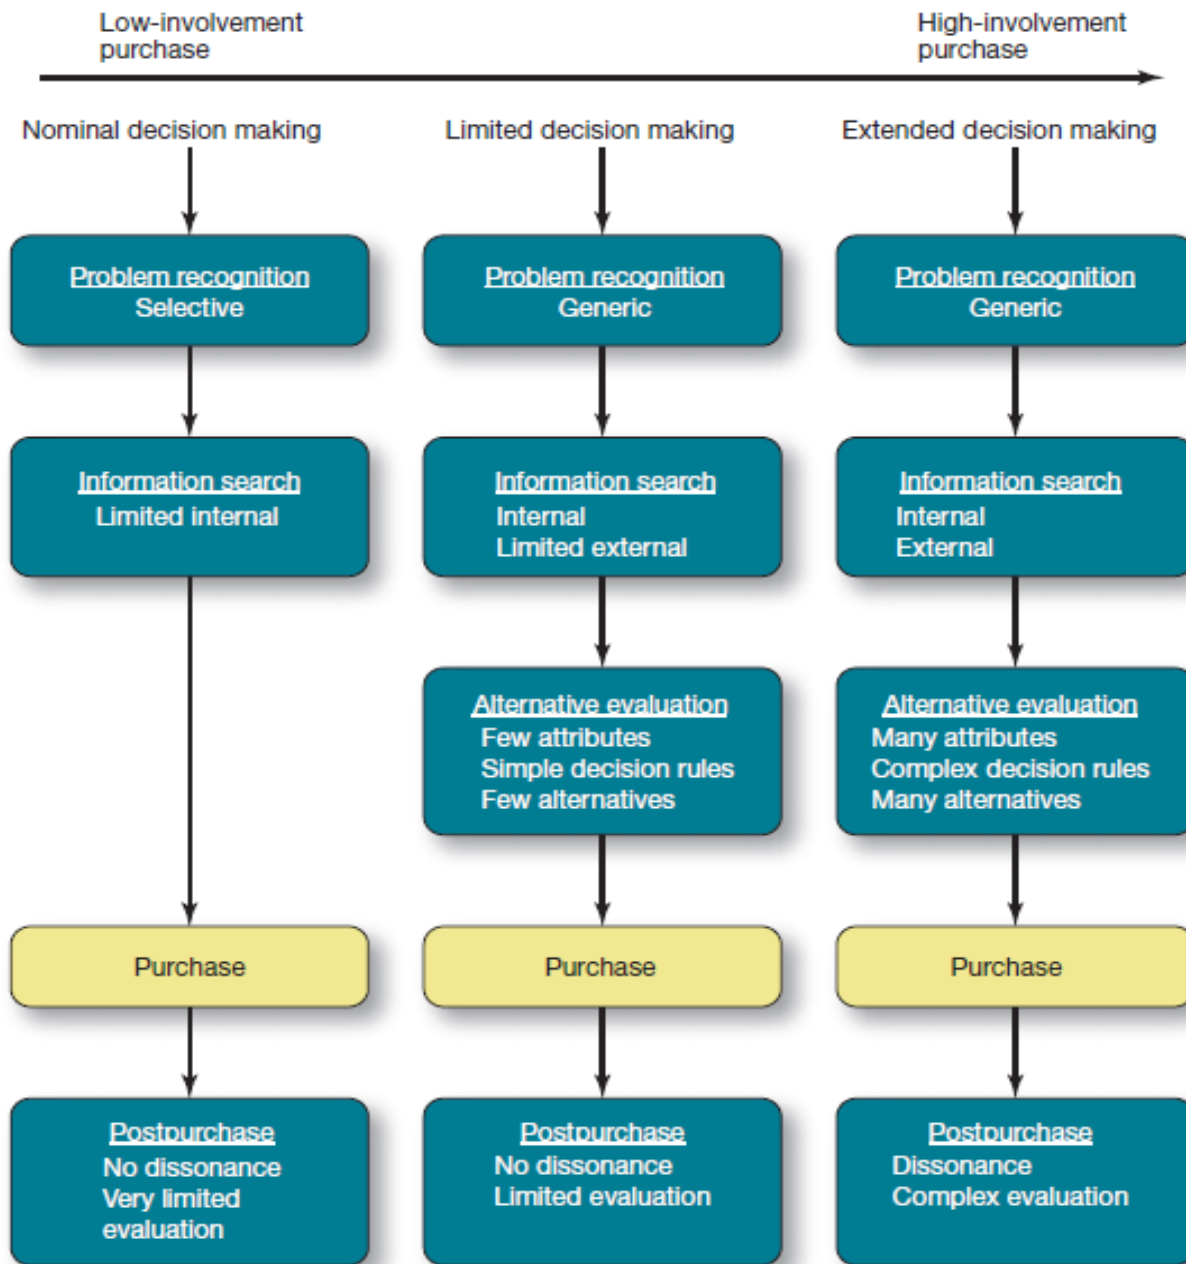 Low-involvement
purchase
High-involvement
purchase
Nominal decision making
Limited decision making
Extended decision making
Problem recognition
Selective
Problem recognition
Generic
Problem recognition
Generic
Information search
Limited internal
Information search
Internal
Limited external
Information search
Internal
External
Alternative evaluation
Few attributes
Simple decision rules
Few alternatives
Alternative evaluation
Many attributes
Complex decision rules
Many alternatives
Purchase
Purchase
Purchase
Postpurchase
No dissonance
Very limited
evaluation
Postpurchase
No dissonance
Limited evaluation
Postpurchase
Dissonance
Complex evaluation